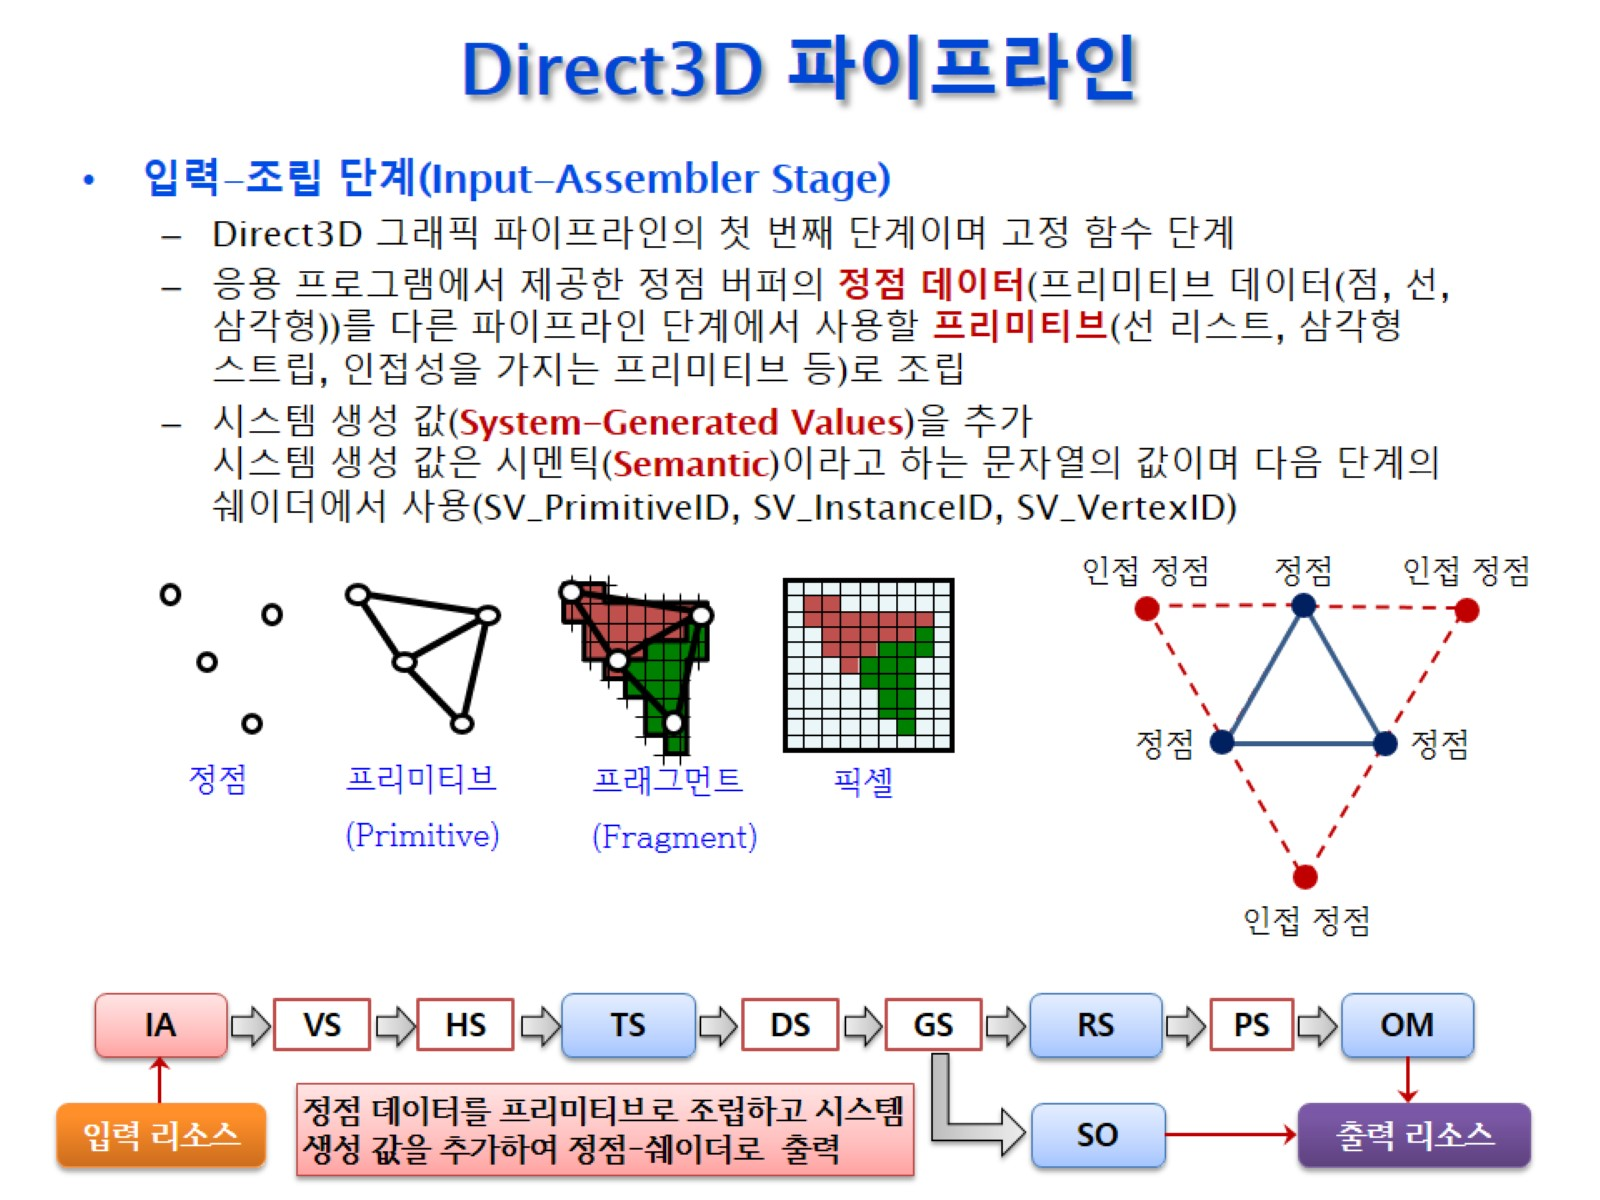 Direct3D 파이프라인
• 입력-조립 단계(Input-Assembler Stage)
– Direct3D 그래픽 파이프라인의 첫 번째 단계이며 고정 함수 단계
– 응용 프로그램에서 제공한 정점 버퍼의 정점 데이터(프리미티브 데이터(점, 선,
삼각형))를 다른 파이프라인 단계에서 사용할 프리미티브(선 리스트, 삼각형
스트립, 인접성을 가지는 프리미티브 등)로 조립
– 시스템 생성 값(System-Generated Values)을 추가
시스템 생성 값은 시멘틱(Semantic)이라고 하는 문자열의 값이며 다음 단계의
쉐이더에서 사용(SV_PrimitiveID, SV_InstanceID, SV_VertexID)
인접 정점 정점 인접 정점
정점 정점
정점 프리미티브 프래그먼트 픽셀
(Primitive) (Fragment)
인접 정점
IA VS HS TS DS GS RS PS OM
정점 데이터를 프리미티브로 조립하고 시스템
생성 값을 추가하여 정점-쉐이더로 출력
입력 리소스 SO 출력 리소스